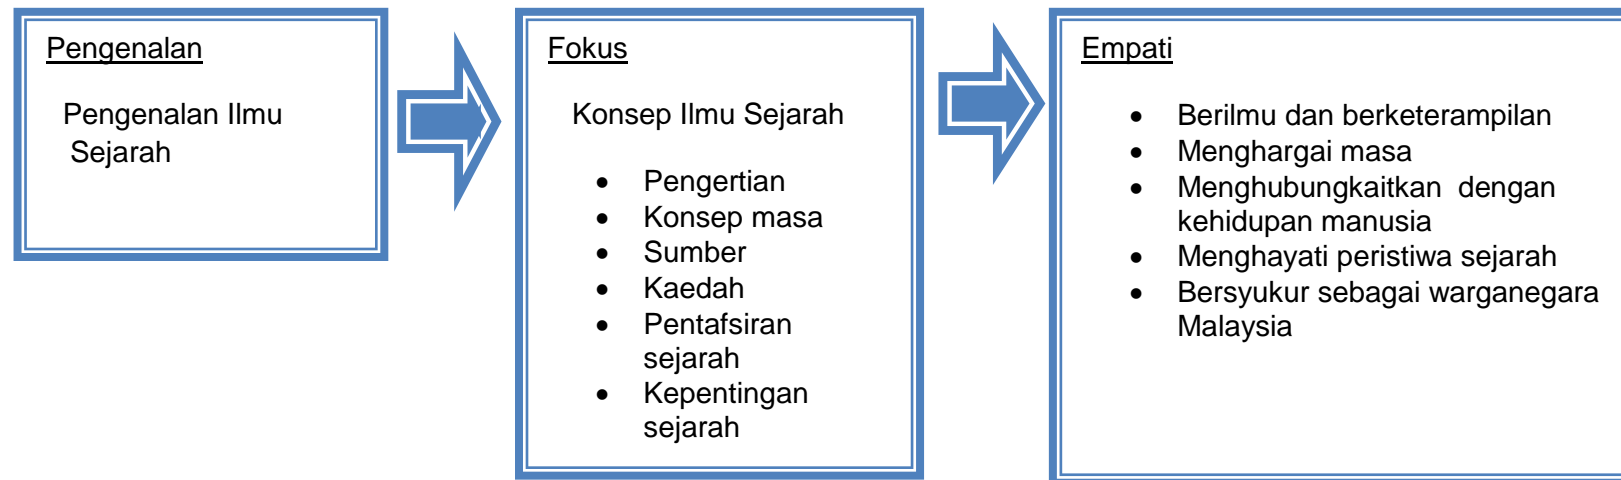 Pengenalan
Pengenalan Ilmu
Sejarah
Fokus
Konsep Ilmu Sejarah
• Pengertian
• Konsep masa
• Sumber
• Kaedah
• Pentafsiran
sejarah
• Kepentingan
sejarah
Empati
• Berilmu dan berketerampilan
• Menghargai masa
• Menghubungkaitkan dengan
kehidupan manusia
• Menghayati peristiwa sejarah
• Bersyukur sebagai warganegara
Malaysia